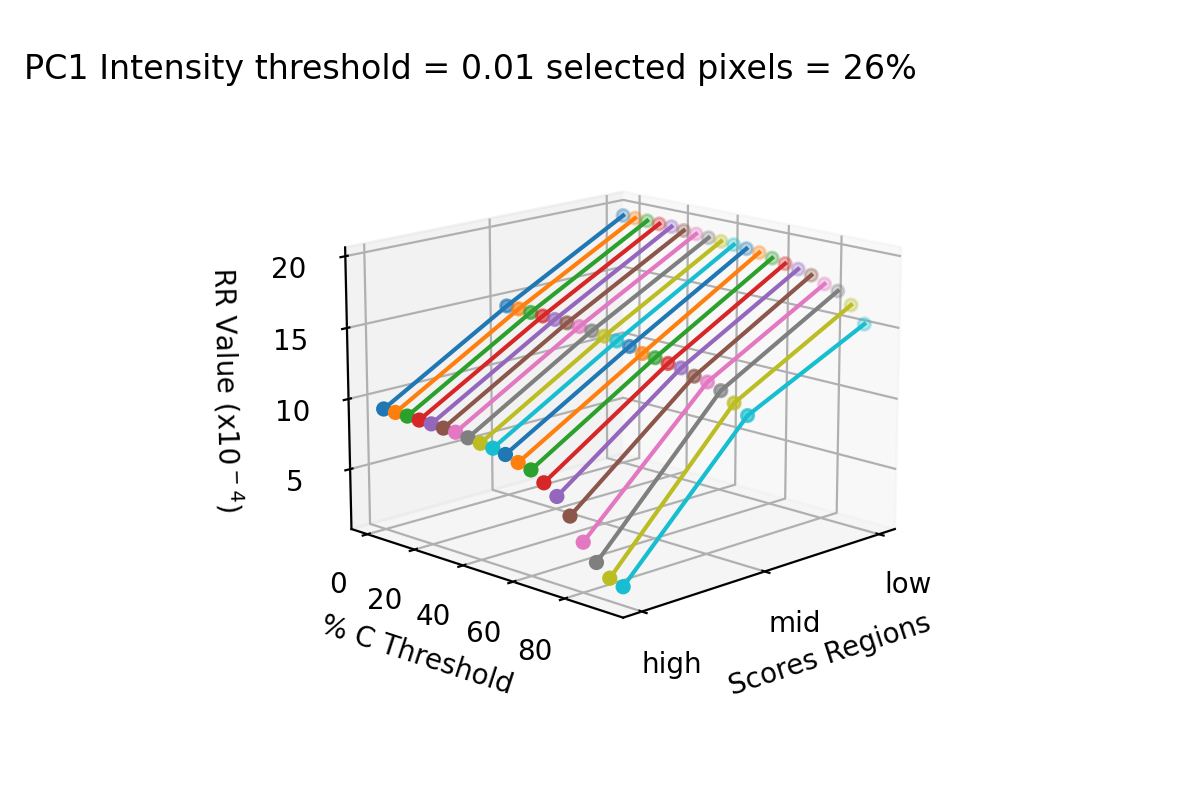 PC1 Intensity threshold = 0.01 selected pixels = 26%
20
15
10
5
RR Value (x10⁻⁴)
0
20
40
60
80
% C Threshold
high
mid
low
Scores Regions